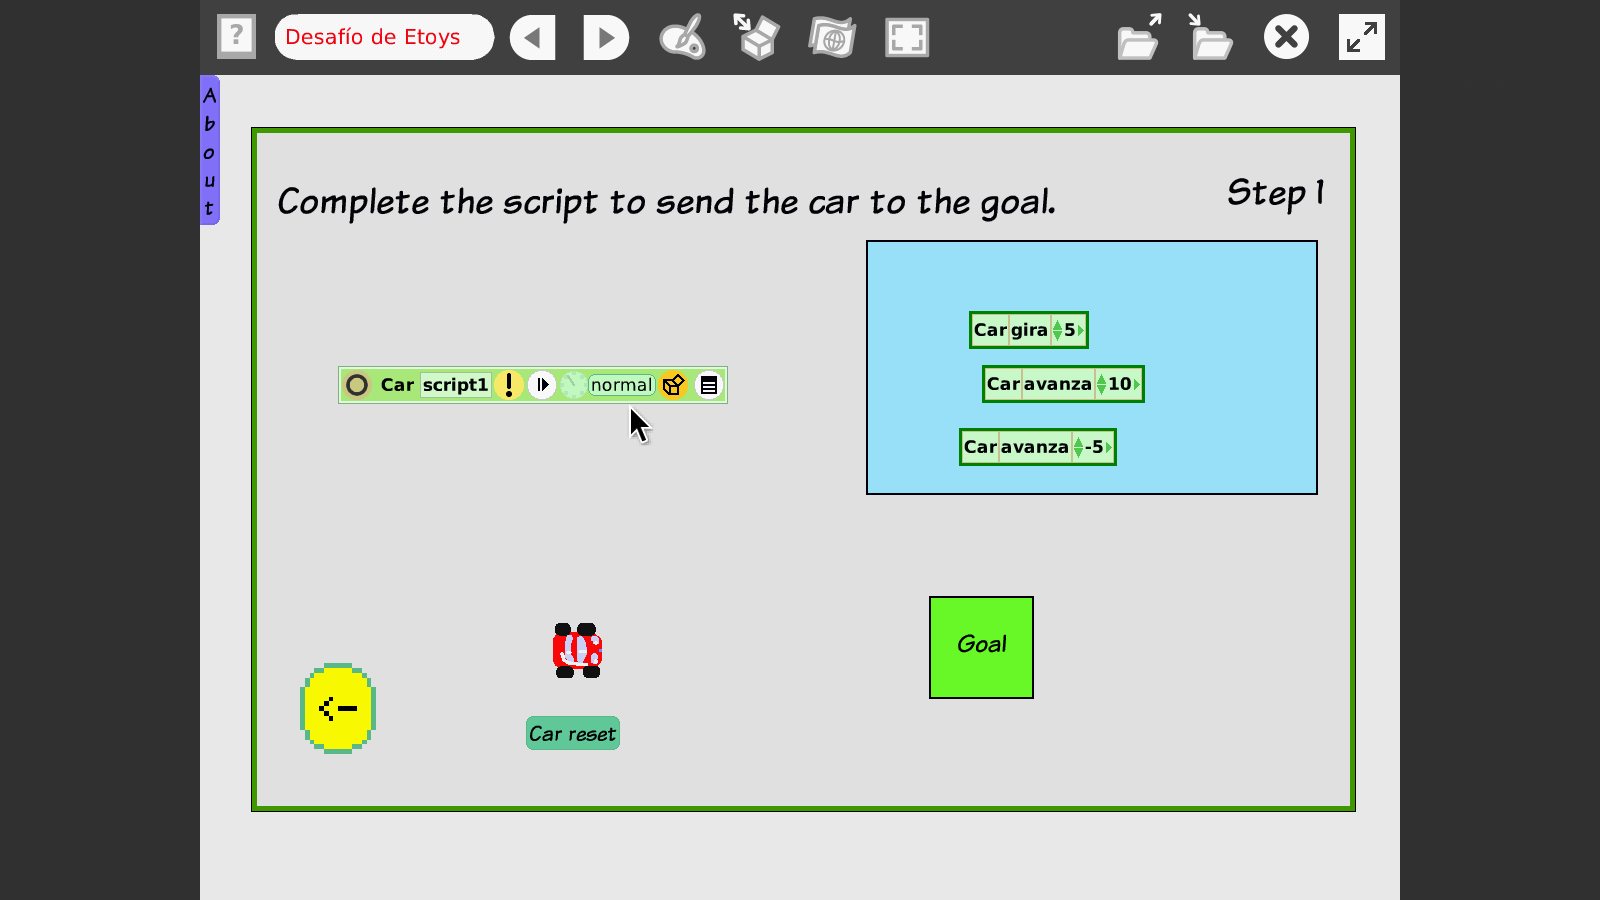 ? Desafío de Etoys
About
Complete the script to send the car to the goal.
Step 1
Car gira 5
Car script1 ! normal
Car avanza 10
Car avanza -5
Goal
Car reset